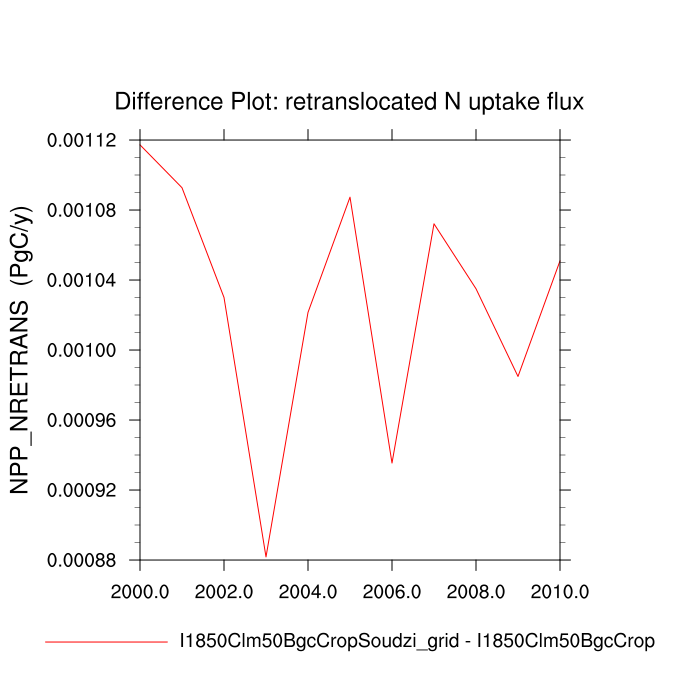 Difference Plot: retranslocated N uptake flux
NPP_NRETRANS (PgC/y)
0.00112
0.00108
0.00104
0.00100
0.00096
0.00092
0.00088
2000.0 2002.0 2004.0 2006.0 2008.0 2010.0
I1850Clm50BgcCropSoudzi_grid - I1850Clm50BgcCrop